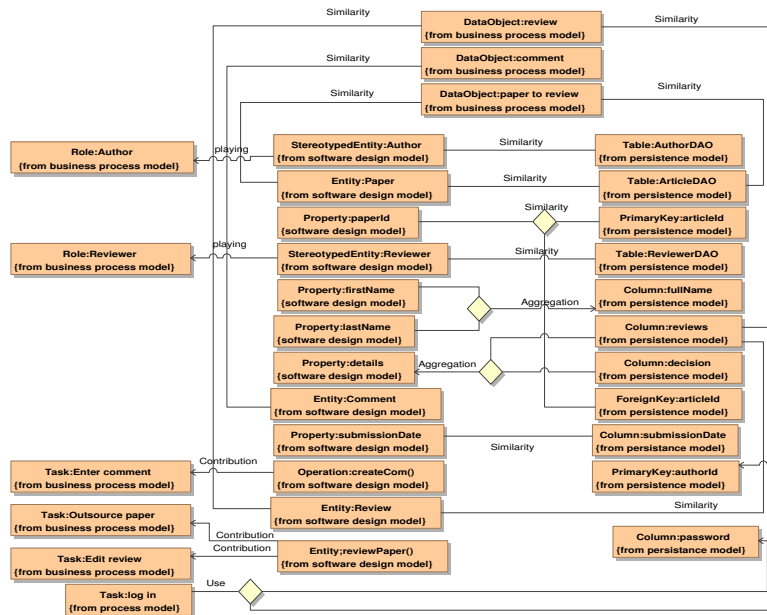 Similarity
DataObject:review
{from business process model}
Similarity
DataObject:comment
{from business process model}
Similarity
DataObject:paper to review
{from business process model}
Similarity
Role:Author
{from business process model}
playing
StereotypedEntity:Author
{from software design model}
Similarity
Table:AuthorDAO
{from persistence model}
Entity:Paper
{from software design model}
Similarity
Table:ArticleDAO
{from persistence model}
Property:paperId
{software design model}
Similarity
PrimaryKey:articleId
{from persistence model}
Role:Reviewer
{from business process model}
playing
StereotypedEntity:Reviewer
{from software design model}
Similarity
Table:ReviewerDAO
{from persistence model}
Property:firstName
{software design model}
Aggregation
Column:fullName
{from persistence model}
Property:lastName
{software design model}
Column:reviews
{from persistence model}
Property:details
{software design model}
Aggregation
Column:decision
{from persistence model}
Entity:Comment
{from software design model}
ForeignKey:articleId
{from persistence model}
Property:submissionDate
{from software design model}
Similarity
Column:submissionDate
{from persistance model}
Task:Enter comment
{from business process model}
Contribution
Operation:createCom()
{from software design model}
PrimaryKey:authorId
{from persistence model}
Task:Outsource paper
{from business process model}
Entity:Review
{from software design model}
Similarity
Contribution
Task:Edit review
{from business process model}
Contribution
Entity;reviewPaper()
{from software design model}
Column:password
{from persistance model}
Task:log in
{from process model}
Use